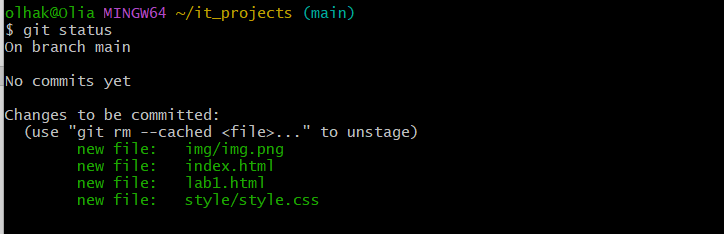 olhak@Olia MINGW64 ~/it_projects (main)
$ git status
On branch main
No commits yet
Changes to be committed:
(use "git rm --cached <file>..." to unstage)
new file: img/img.png
new file: index.html
new file: lab1.html
new file: style/style.css